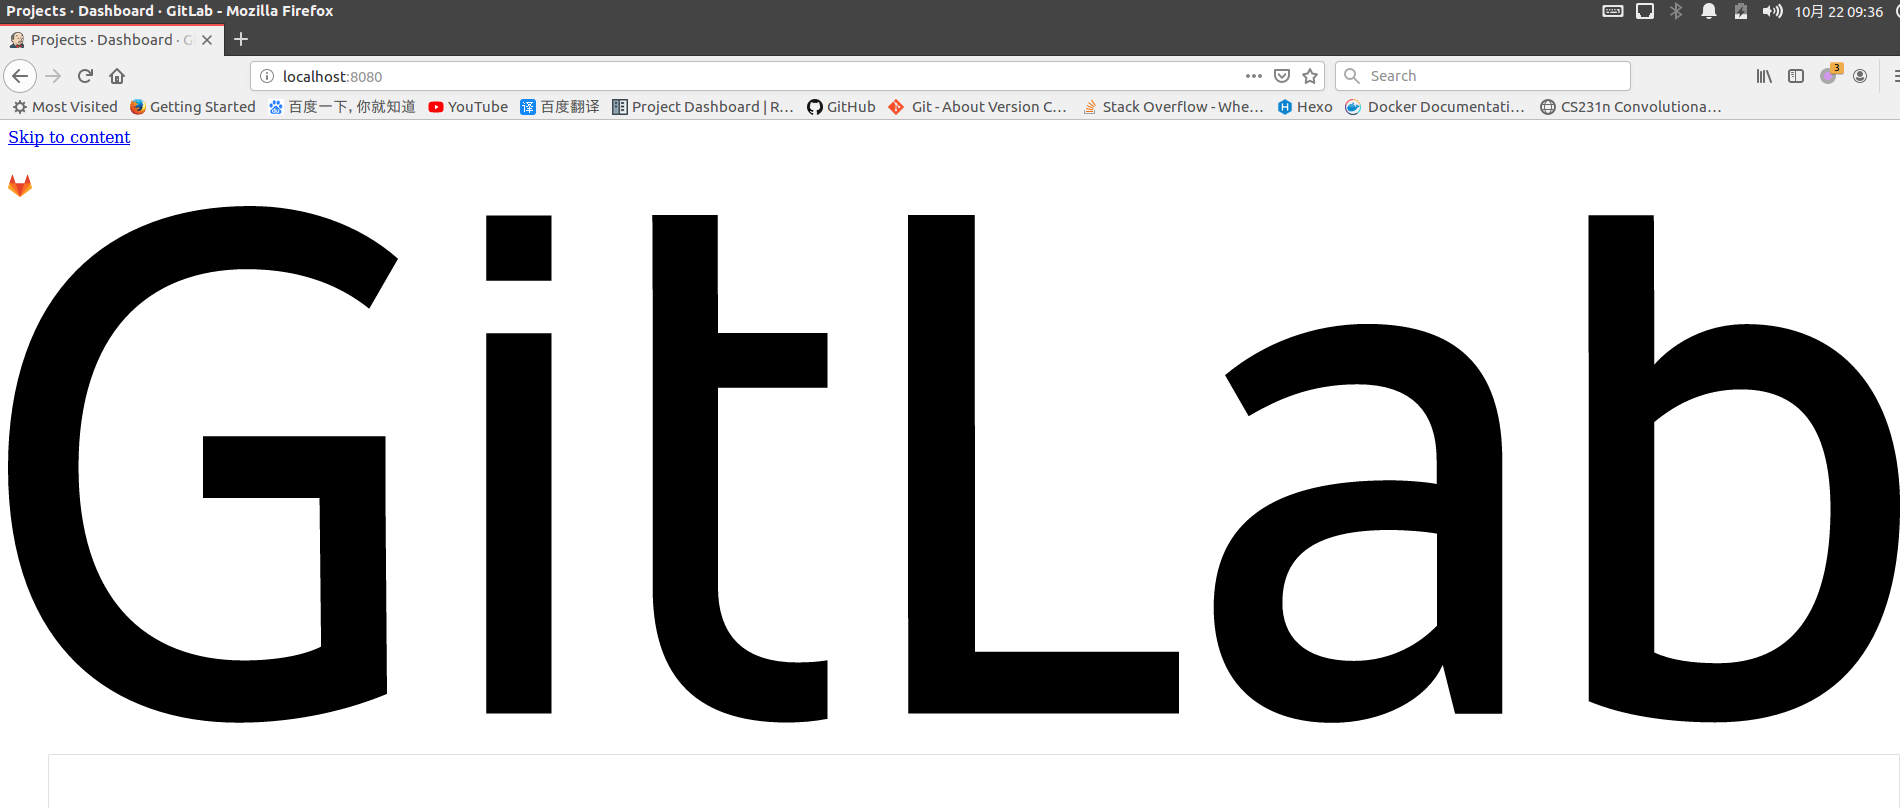 Projects · Dashboard · GitLab - Mozilla Firefox
10月 22 09:36
Projects · Dashboard · G
localhost:8080
Search
3
Most Visited Getting Started 百度一下, 你就知道 YouTube 百度翻译 Project Dashboard | R... GitHub Git - About Version C... Stack Overflow - Whe... Hexo Docker Documentati... CS231n Convolutiona...
Skip to content
GitLab